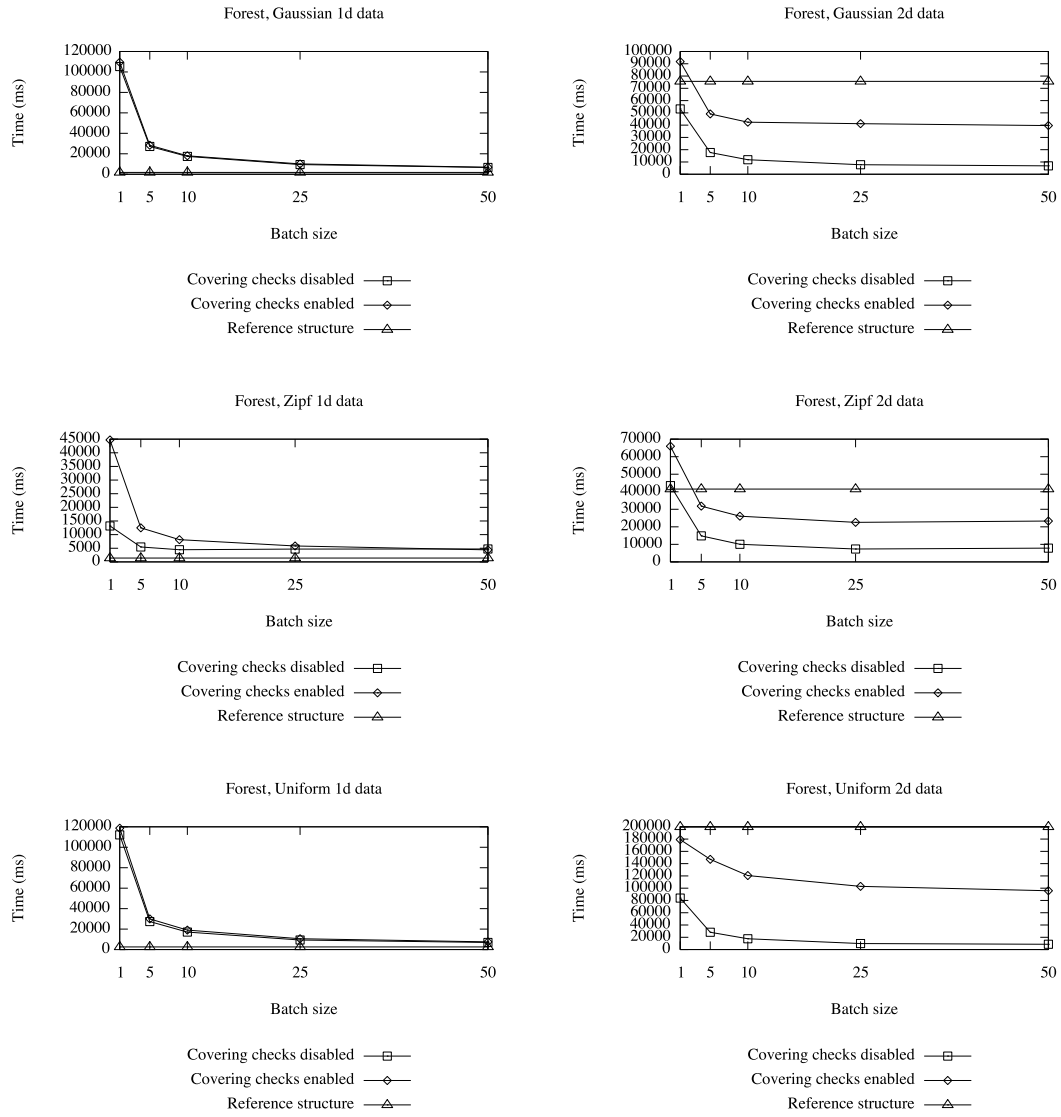 Forest, Gaussian 1d data
Time (ms)
120000
100000
80000
60000
40000
20000
0
1 5 10 25 50
Batch size
Covering checks disabled
Covering checks enabled
Reference structure
Forest, Gaussian 2d data
Time (ms)
100000
90000
80000
70000
60000
50000
40000
30000
20000
10000
0
1 5 10 25 50
Batch size
Covering checks disabled
Covering checks enabled
Reference structure
Forest, Zipf 1d data
Time (ms)
45000
40000
35000
30000
25000
20000
15000
10000
5000
0
1 5 10 25 50
Batch size
Covering checks disabled
Covering checks enabled
Reference structure
Forest, Zipf 2d data
Time (ms)
70000
60000
50000
40000
30000
20000
10000
0
1 5 10 25 50
Batch size
Covering checks disabled
Covering checks enabled
Reference structure
Forest, Uniform 1d data
Time (ms)
120000
100000
80000
60000
40000
20000
0
1 5 10 25 50
Batch size
Covering checks disabled
Covering checks enabled
Reference structure
Forest, Uniform 2d data
Time (ms)
200000
180000
160000
140000
120000
100000
80000
60000
40000
20000
0
1 5 10 25 50
Batch size
Covering checks disabled
Covering checks enabled
Reference structure